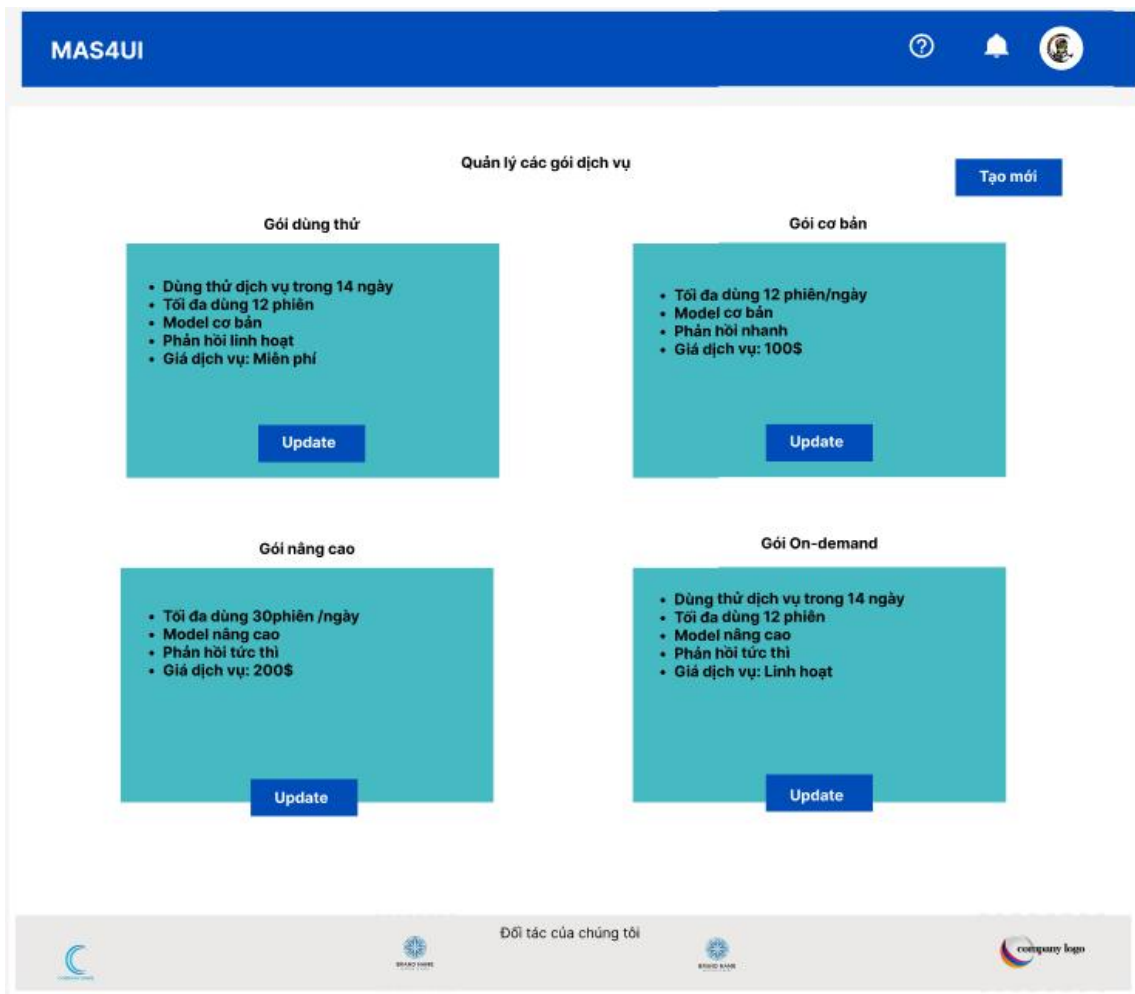 MAS4UI
Quản lý các gói dịch vụ
Tạo mới
Gói dùng thử
• Dùng thử dịch vụ trong 14 ngày
• Tối đa dùng 12 phiên
• Model cơ bản
• Phản hồi linh hoạt
• Giá dịch vụ: Miên phí
Update
Gói cơ bản
• Tối đa dùng 12 phiên/ngày
• Model cơ bản
• Phản hồi nhanh
• Giá dịch vụ: 100$
Update
Gói nâng cao
• Tối đa dùng 30phiên /ngày
• Model nâng cao
• Phản hồi tức thì
• Giá dịch vụ: 200$
Update
Gói On-demand
• Dùng thử dịch vụ trong 14 ngày
• Tối đa dùng 12 phiên
• Model nâng cao
• Phản hồi tức thì
• Giá dịch vụ: Linh hoạt
Update
Đối tác của chúng tôi
BRAND NAME
BRAND NAME
company logo